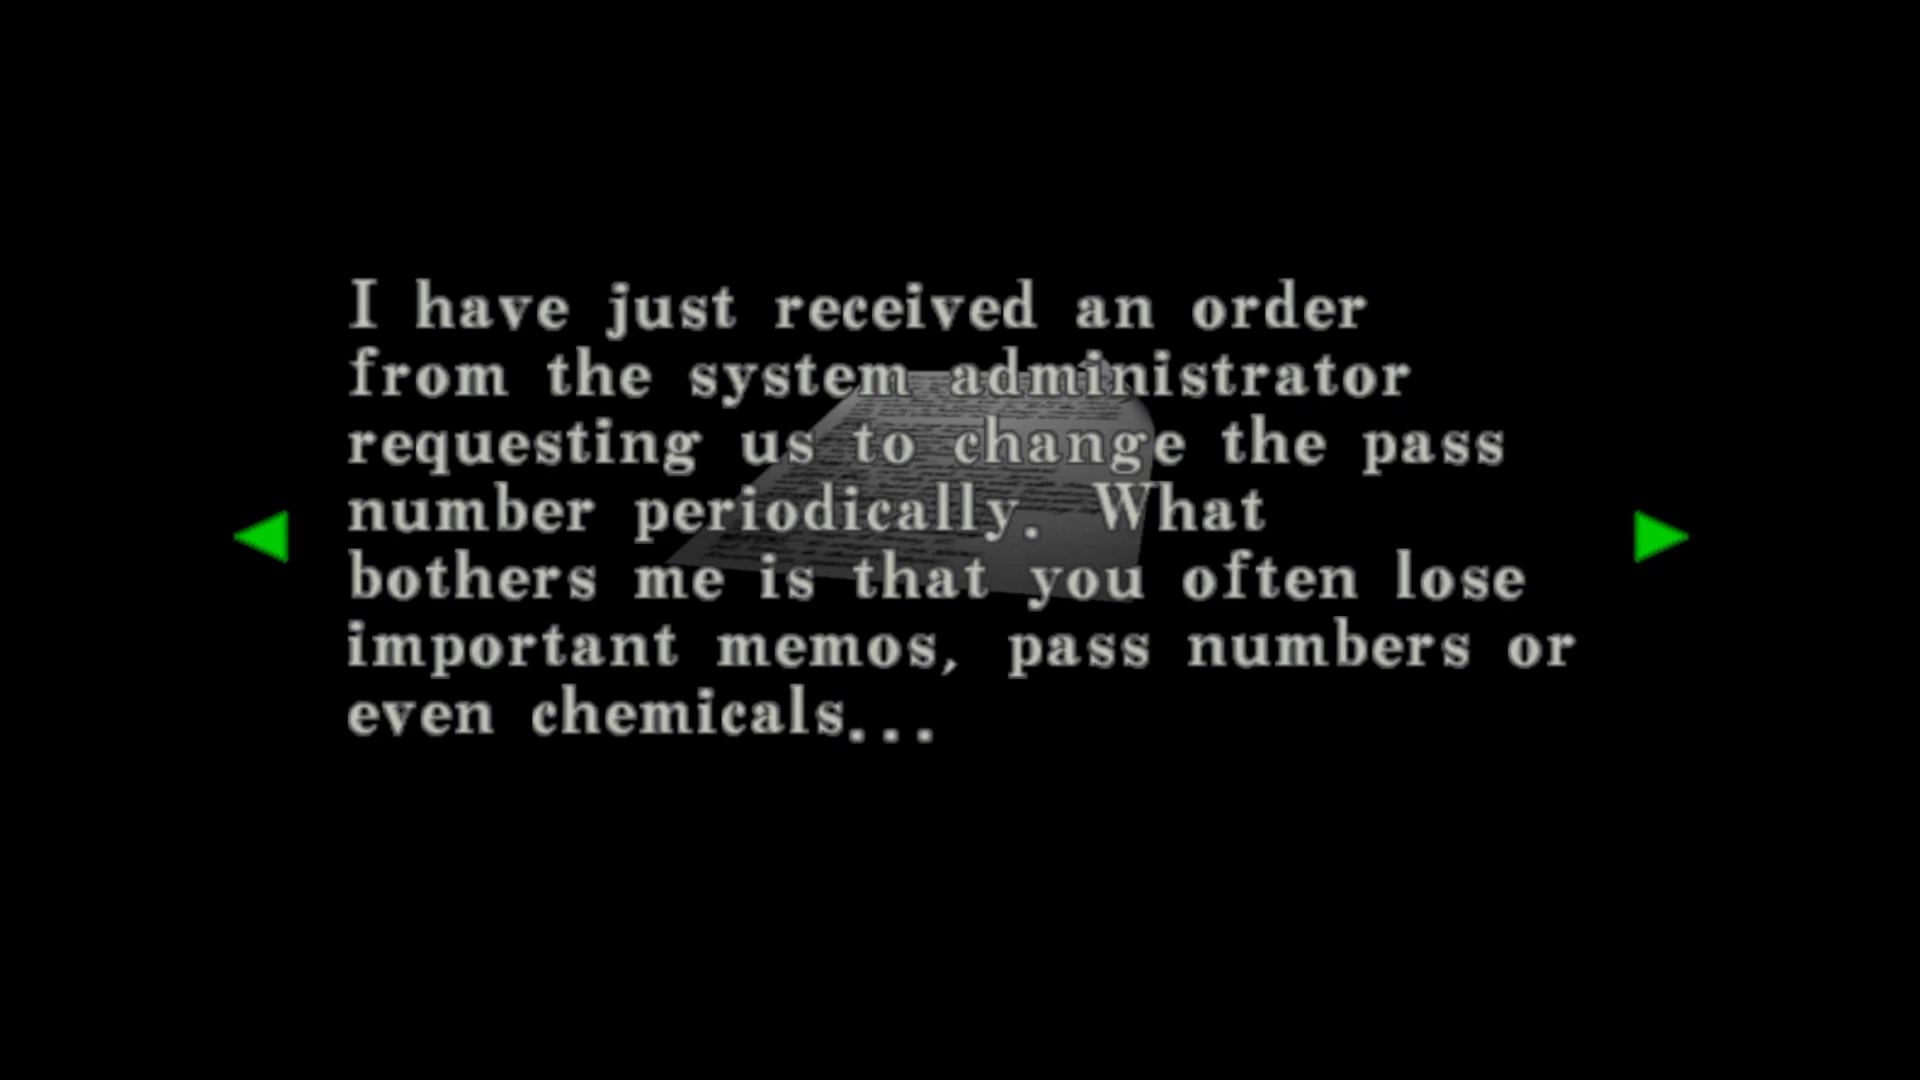 I have just received an order
from the system administrator
requesting us to change the pass
number periodically. What
bothers me is that you often lose
important memos, pass numbers or
even chemicals...